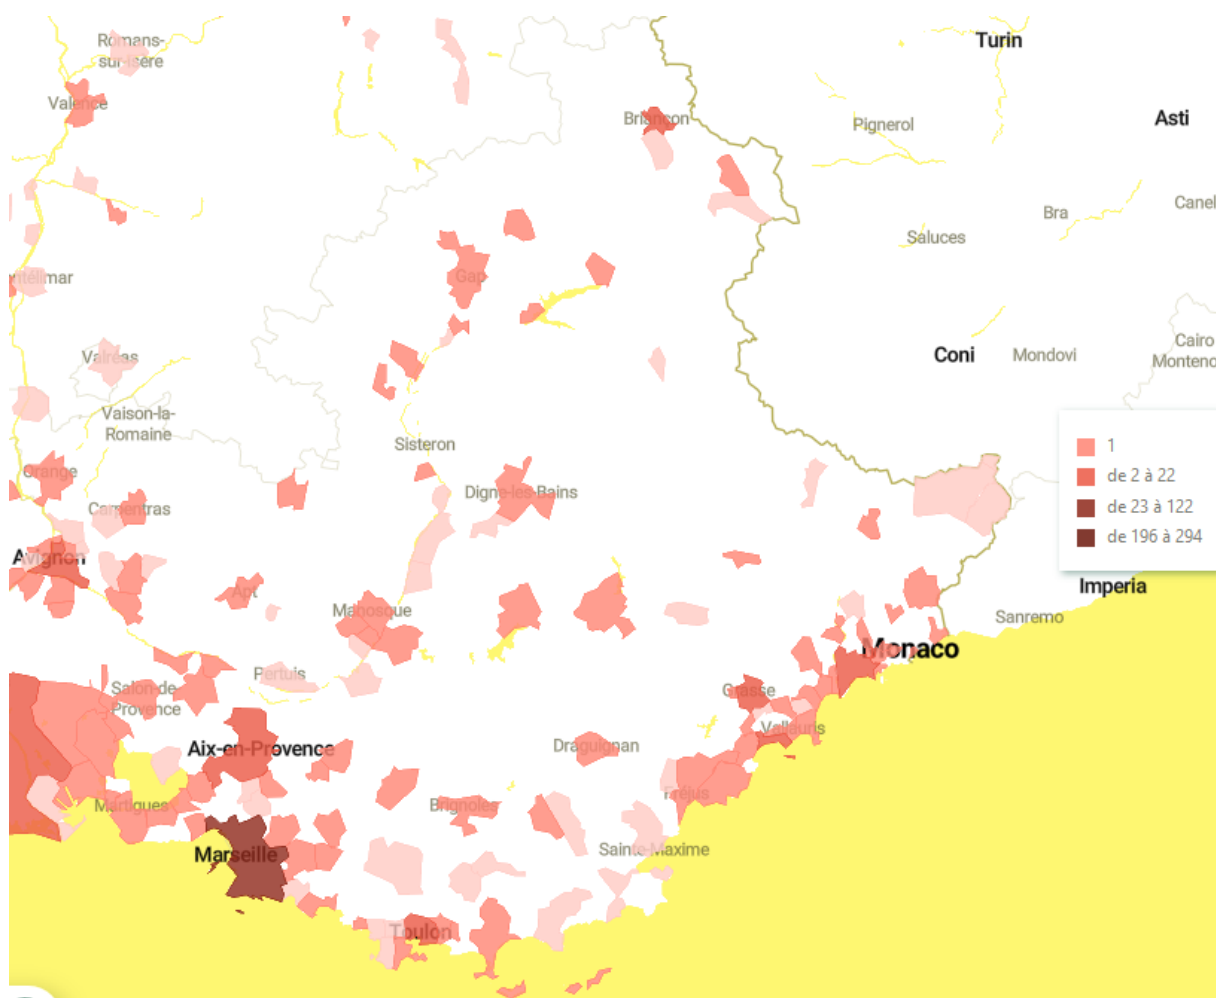 Romans-
sur-Isère
Turin
Valence
Briançon
Asti
Pignerol
Canel
Bra
Saluces
Gap
ntélimar
Cairo
Monteno
Coni
Mondovi
Valréas
Vaison-la-
Romaine
Sisteron
1
de 2 à 22
de 23 à 122
de 196 à 294
Orange
Digne-les-Bains
Carpentras
Avignon
Imperia
Apt
Manosque
Sanremo
Monaco
Pertuis
Salon-de-
Provence
Grasse
Vallauris
Aix-en-Provence
Draguignan
Martigues
Brignoles
Fréjus
Marseille
Sainte-Maxime
Toulon